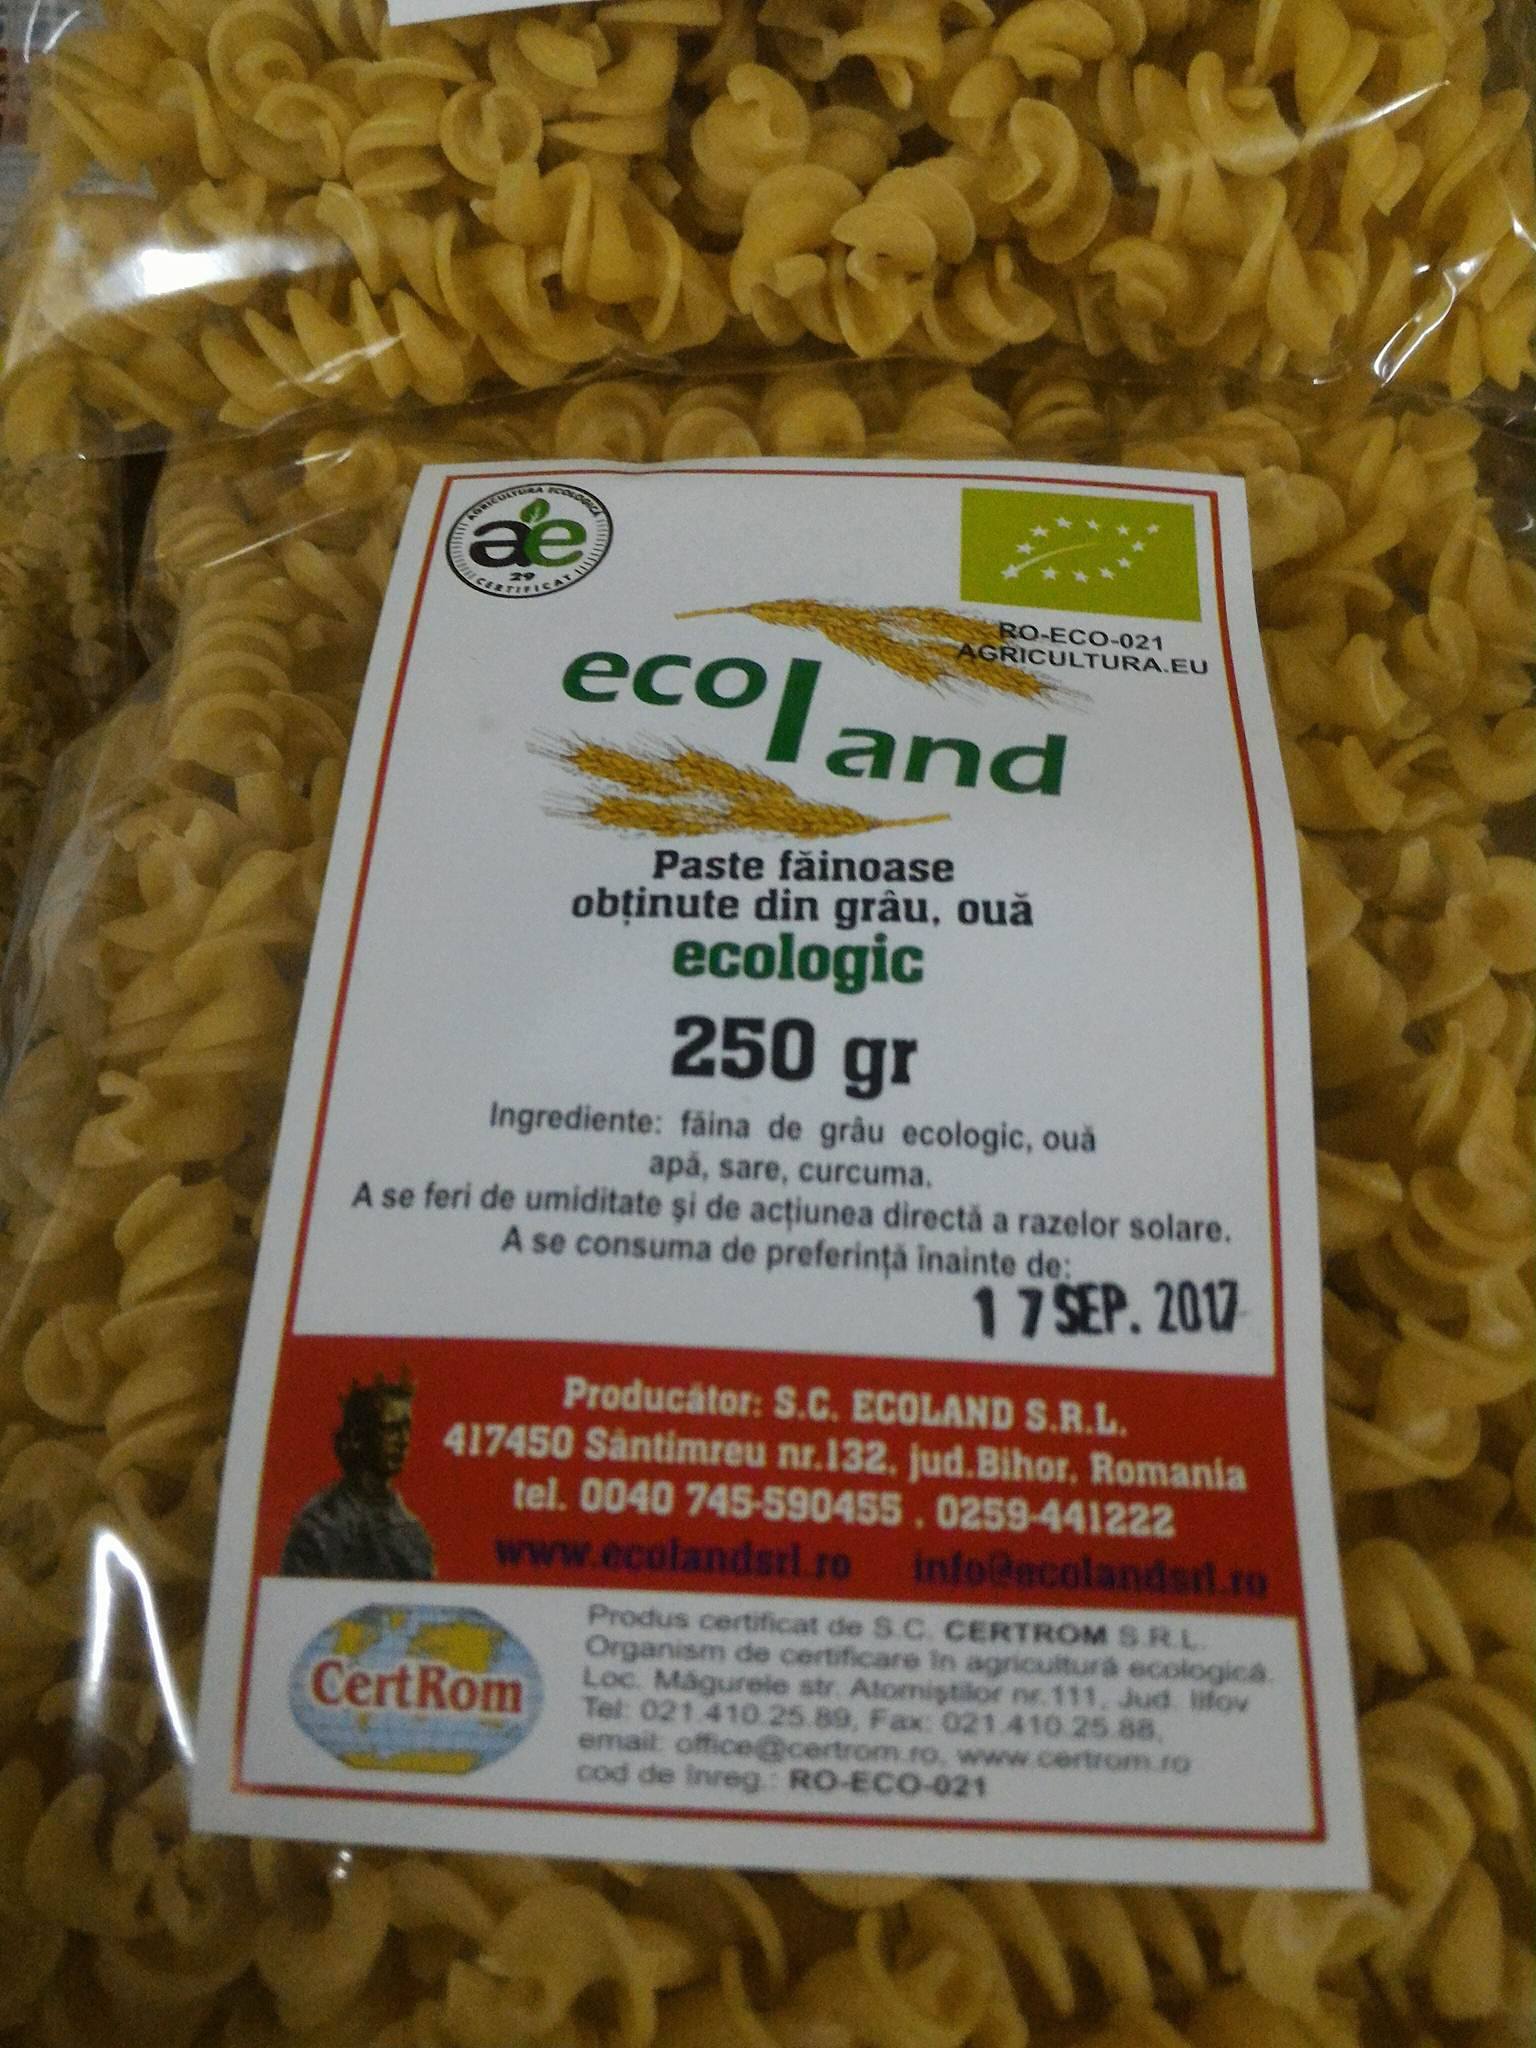 AGRICULTURA ECOLOGICĂ
ae
29
CERTIFICAT
RO-ECO-021
AGRICULTURA.EU
ecoland
Paste făinoase
obținute din grâu, ouă
ecologic
250 gr
Ingrediente: făina de grâu ecologic, ouă
apă, sare, curcuma.
A se feri de umiditate şi de acțiunea directă a razelor solare.
A se consuma de preferință înainte de:
17 SEP. 2017
Producător: S.C. ECOLAND S.R.L.
417450 Sântimreu nr.132, jud.Bihor, Romania
tel. 0040 745-590455 , 0259-441222
www.ecolandsrl.ro info@ecolandsrl.ro
CertRom
Produs certificat de S.C. CERTROM S.R.L.
Organism de certificare în agricultură ecologică.
Loc. Măgurele str. Atomiştilor nr.111, Jud. Ilfov
Tel: 021.410.25.89, Fax: 021.410.25.88,
email: office@certrom.ro, www.certrom.ro
cod de înreg.: RO-ECO-021